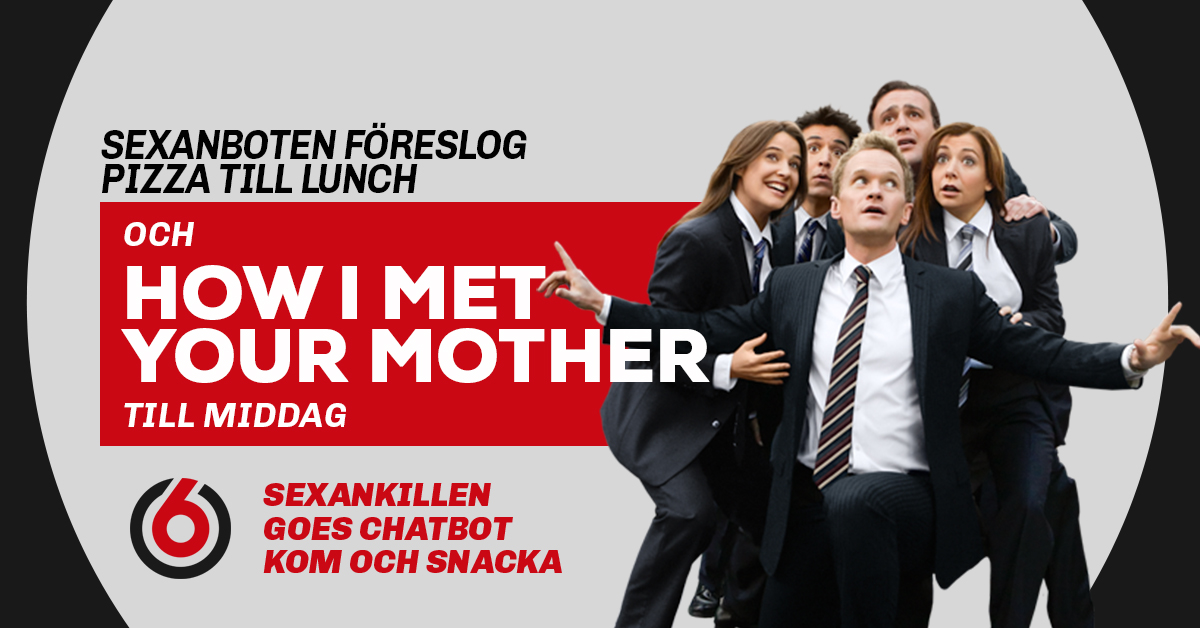 SEXANBOTEN FÖRESLOG
PIZZA TILL LUNCH
OCH
HOW I MET
YOUR MOTHER
TILL MIDDAG
6
SEXANKILLEN
GOES CHATBOT
KOM OCH SNACKA